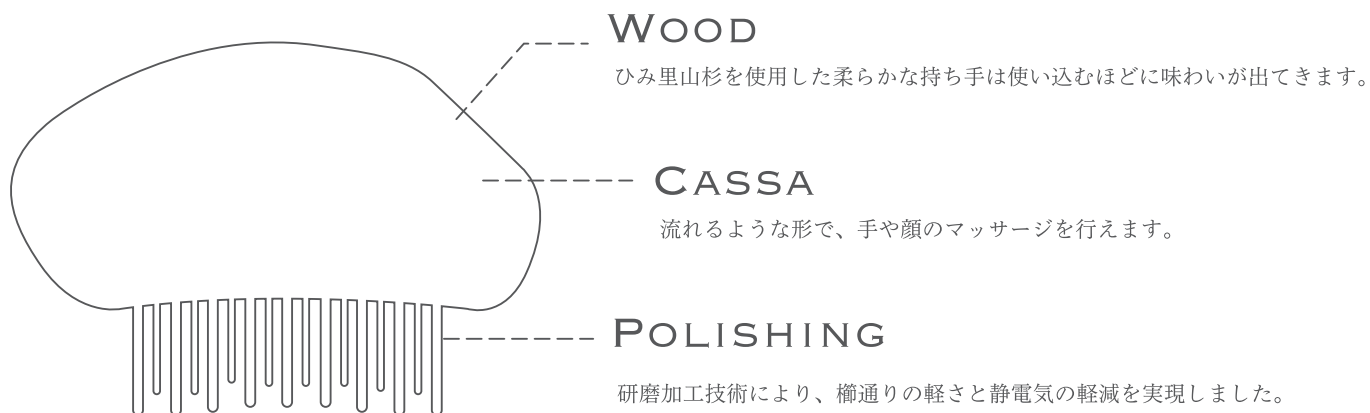 WOOD
ひみ里山杉を使用した柔らかな持ち手は使い込むほどに味わいが出てきます。
CASSA
流れるような形で、手や顔のマッサージを行えます。
POLISHING
研磨加工技術により、櫛通りの軽さと静電気の軽減を実現しました。